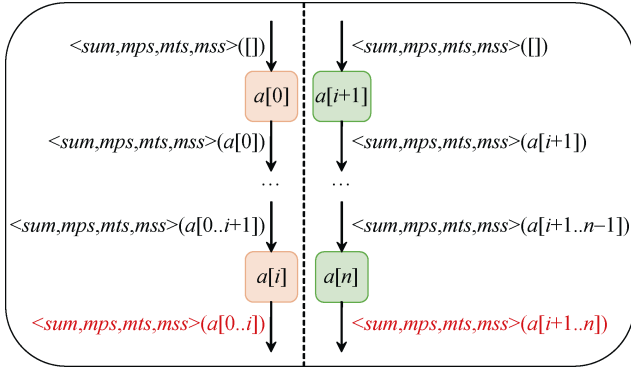 <sum,mps,mts,mss>([])
a[0]
<sum,mps,mts,mss>(a[0])
...
<sum,mps,mts,mss>(a[0..i+1])
a[i]
<sum,mps,mts,mss>(a[0..i])
<sum,mps,mts,mss>([])
a[i+1]
<sum,mps,mts,mss>(a[i+1])
...
<sum,mps,mts,mss>(a[i+1..n−1])
a[n]
<sum,mps,mts,mss>(a[i+1..n])